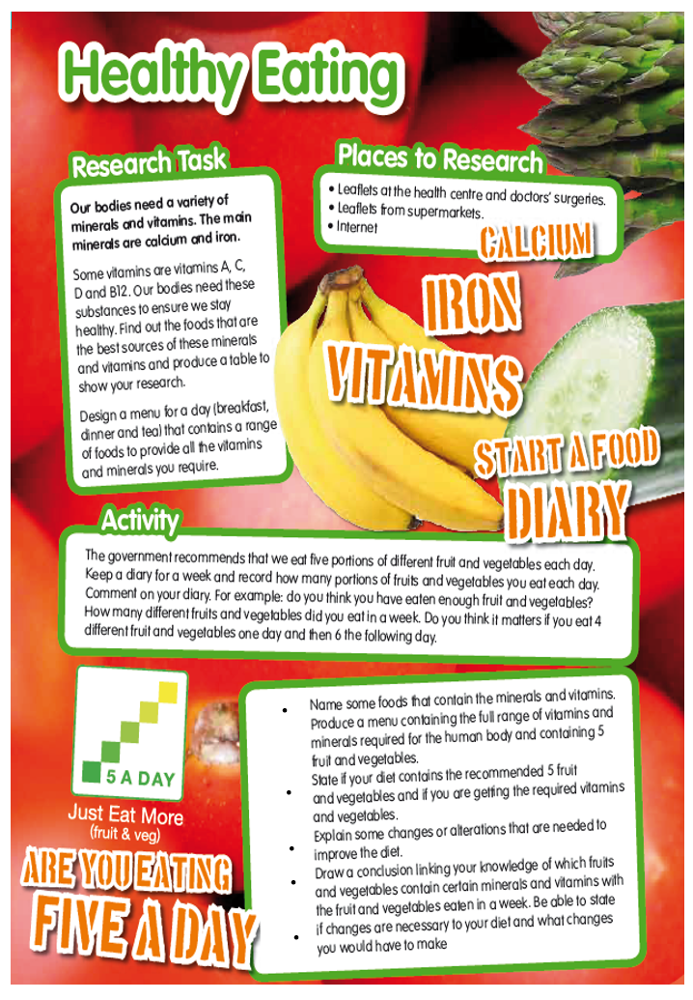 Healthy Eating
Research Task
Our bodies need a variety of
minerals and vitamins. The main
minerals are calcium and iron.
Some vitamins are vitamins A, C,
D and B12. Our bodies need these
substances to ensure we stay
healthy. Find out the foods that are
the best sources of these minerals
and vitamins and produce a table to
show your research.
Design a menu for a day (breakfast,
dinner and tea) that contains a range
of foods to provide all the vitamins
and minerals you require.
Places to Research
• Leaflets at the health centre and doctors' surgeries.
• Leaflets from supermarkets.
• Internet
CALCIUM
IRON
VITAMINS
START A FOOD
DIARY
Activity
The government recommends that we eat five portions of different fruit and vegetables each day.
Keep a diary for a week and record how many portions of fruits and vegetables you eat each day.
Comment on your diary. For example: do you think you have eaten enough fruit and vegetables?
How many different fruits and vegetables did you eat in a week. Do you think it matters if you eat 4
different fruit and vegetables one day and then 6 the following day.
5 A DAY
Just Eat More
(fruit & veg)
ARE YOU EATING
FIVE A DAY
• Name some foods that contain the minerals and vitamins.
Produce a menu containing the full range of vitamins and
minerals required for the human body and containing 5
fruit and vegetables.
State if your diet contains the recommended 5 fruit
• and vegetables and if you are getting the required vitamins
and vegetables.
Explain some changes or alterations that are needed to
• improve the diet.
• Draw a conclusion linking your knowledge of which fruits
and vegetables contain certain minerals and vitamins with
the fruit and vegetables eaten in a week. Be able to state
if changes are necessary to your diet and what changes
• you would have to make